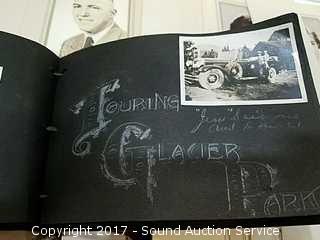 Touring
Glacier
Park
Copyright 2017 - Sound Auction Service